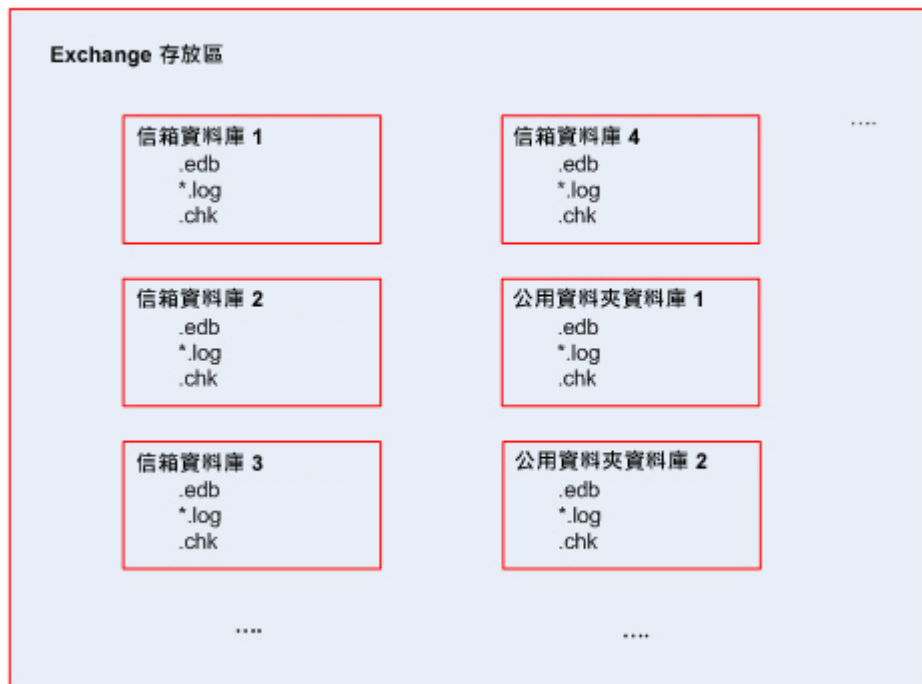 Exchange 存放區
信箱資料庫 1
.edb
*.log
.chk
信箱資料庫 2
.edb
*.log
.chk
信箱資料庫 3
.edb
*.log
.chk
....
信箱資料庫 4
.edb
*.log
.chk
公用資料夾資料庫 1
.edb
*.log
.chk
公用資料夾資料庫 2
.edb
*.log
.chk
....
....